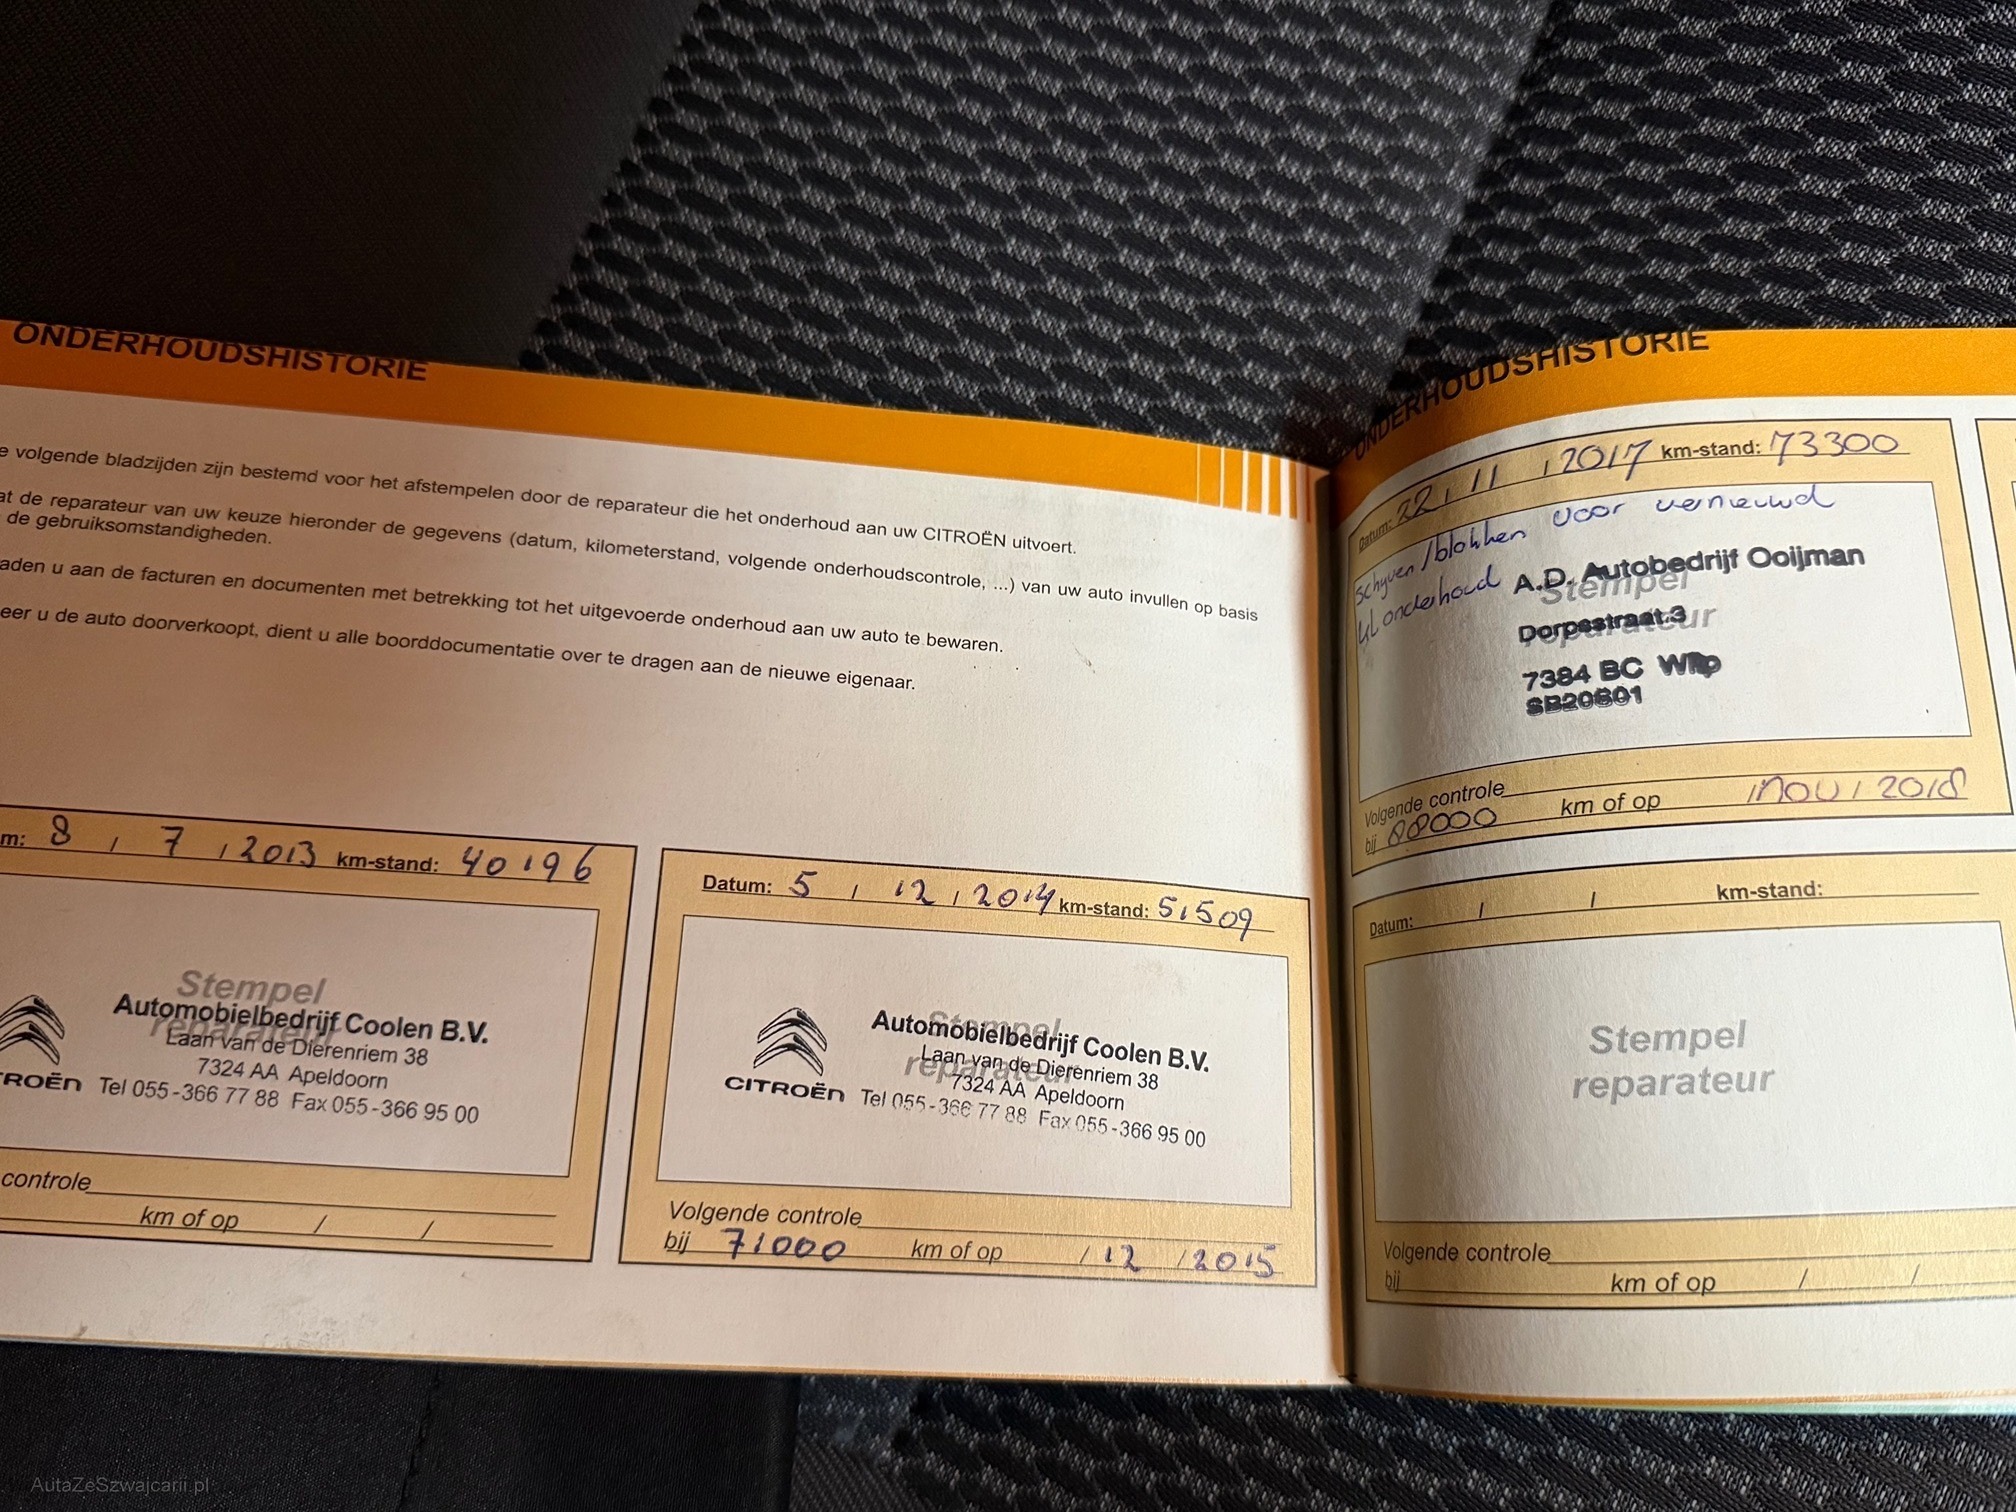 ONDERHOUDSHISTORIE
e volgende bladzijden zijn bestemd voor het afstempelen door de reparateur die het onderhoud aan uw CITROËN uitvoert.
at de reparateur van uw keuze hieronder de gegevens (datum, kilometerstand, volgende onderhoudscontrole, ...) van uw auto invullen op basis
de gebruiksomstandigheden.
aden u aan de facturen en documenten met betrekking tot het uitgevoerde onderhoud aan uw auto te bewaren.
eer u de auto doorverkoopt, dient u alle boorddocumentatie over te dragen aan de nieuwe eigenaar.
m: 8 / 7 / 2013 km-stand: 40196
Stempel
reparateur
Automobielbedrijf Coolen B.V.
Laan van de Dierenriem 38
7324 AA Apeldoorn
ROËN Tel 055-366 77 88 Fax 055-366 95 00
controle
km of op / /
Datum: 5 / 12 / 2014 km-stand: 51509
Stempel
reparateur
Automobielbedrijf Coolen B.V.
Laan van de Dierenriem 38
7324 AA Apeldoorn
CITROËN Tel 055-366 77 88 Fax 055-366 95 00
Volgende controle
bij 71000 km of op / 12 / 2015
ONDERHOUDSHISTORIE
Datum: 22 / 11 / 2017 km-stand: 73300
schyven/blokken voor vernieuwd
kl onderhoud
Stempel
reparateur
A.D. Autobedrijf Ooijman
Dorpsstraat 3
7384 BC Wilp
Volgende controle
bij 88000 km of op / nov / 2018
Datum: / / km-stand:
Stempel
reparateur
Volgende controle
bij km of op / /
AutaZeSzwajcarii.pl